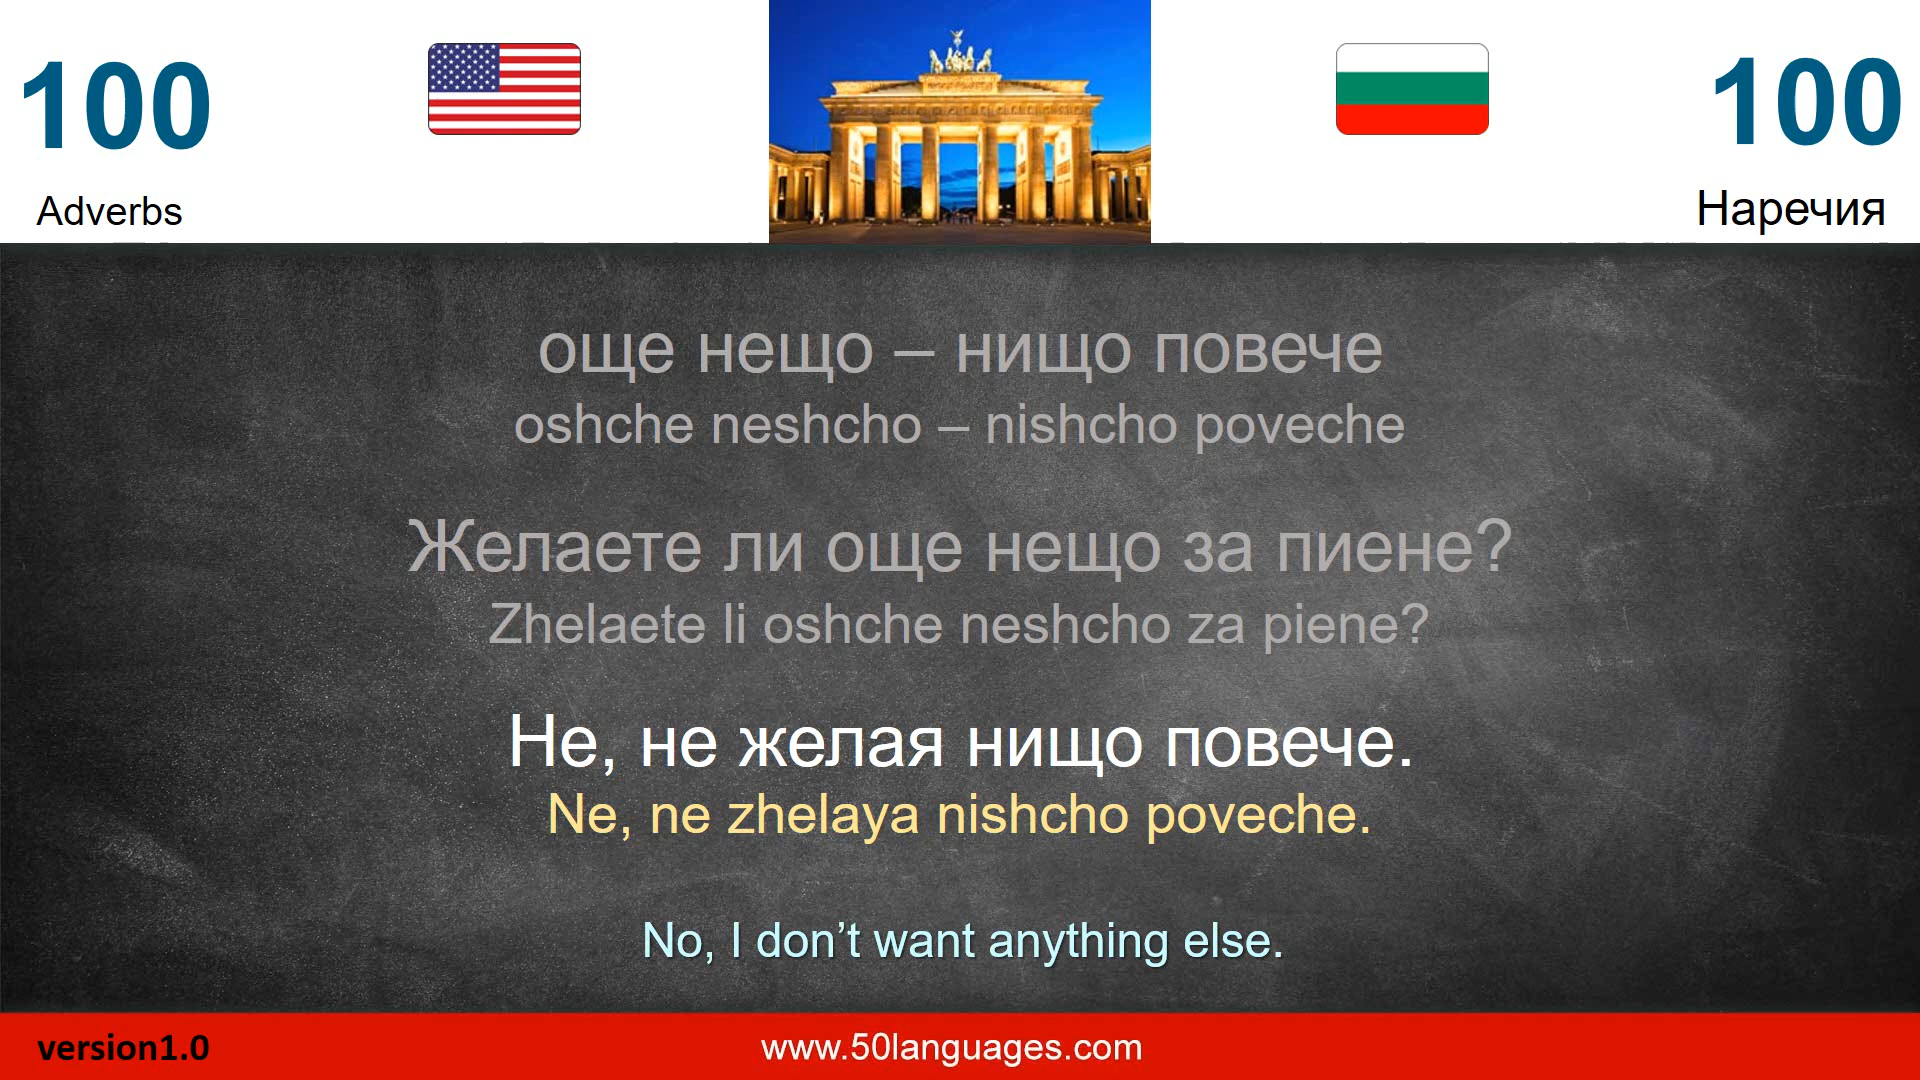 100
100
Adverbs
Наречия
още нещо – нищо повече
oshche neshcho – nishcho poveche
Желаете ли още нещо за пиене?
Zhelaete li oshche neshcho za piene?
Не, не желая нищо повече.
Ne, ne zhelaya nishcho poveche.
No, I don’t want anything else.
version1.0
www.50languages.com